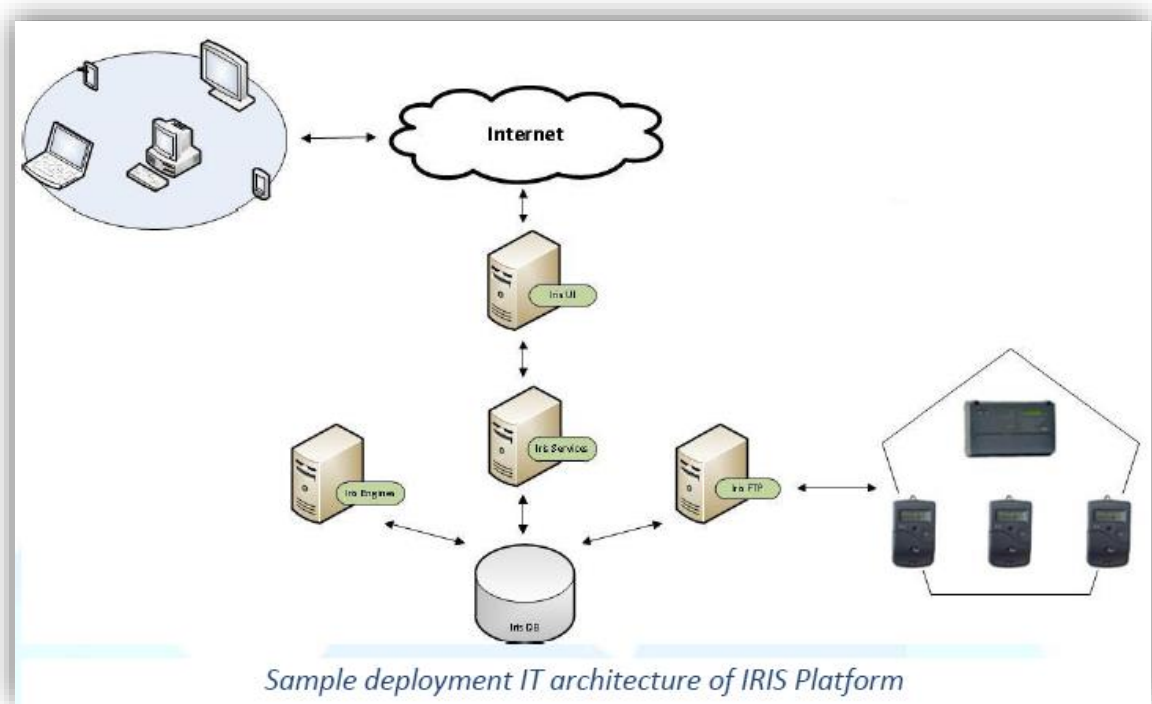 Internet
Iris UI
Iris Services
Iris Engines
Iris FTP
Iris DB
Sample deployment IT architecture of IRIS Platform